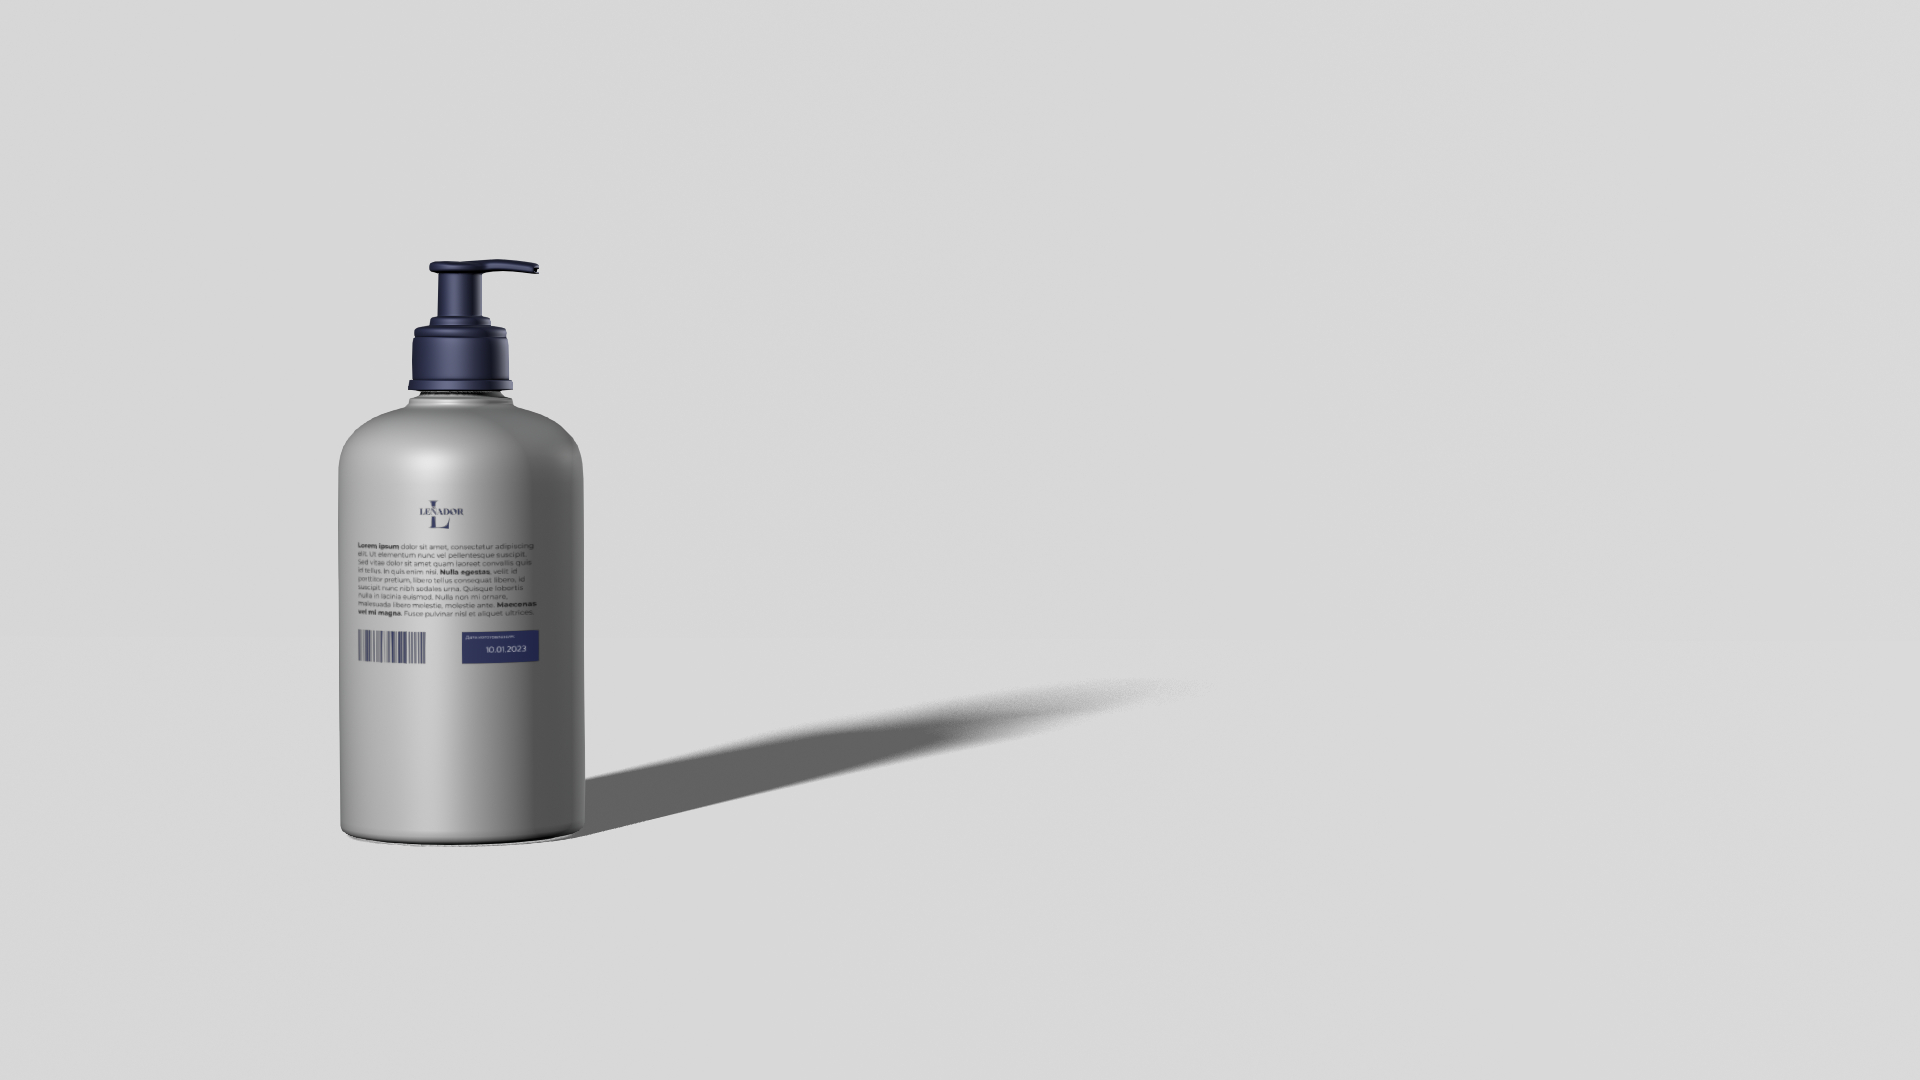 LENADOR
Lorem ipsum dolor sit amet, consectetur adipiscing
elit. Ut elementum nunc vel pellentesque suscipit.
Sed vitae dolor sit amet quam laoreet convallis quis
id tellus. In quis enim nisi. Nulla egestas, velit id
porttitor pretium, libero tellus consequat libero, id
suscipit nunc nibh sodales urna. Quisque lobortis
nulla in lacinia euismod. Nulla non mi ornare,
malesuada libero molestie, molestie ante. Maecenas
vel mi magna. Fusce pulvinar nisl et aliquet ultricies.
10.01.2023